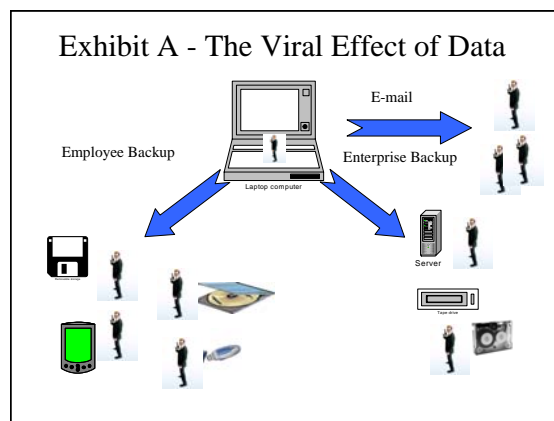 Exhibit A - The Viral Effect of Data
E-mail
Employee Backup
Enterprise Backup
Laptop computer
Server
Tape drive